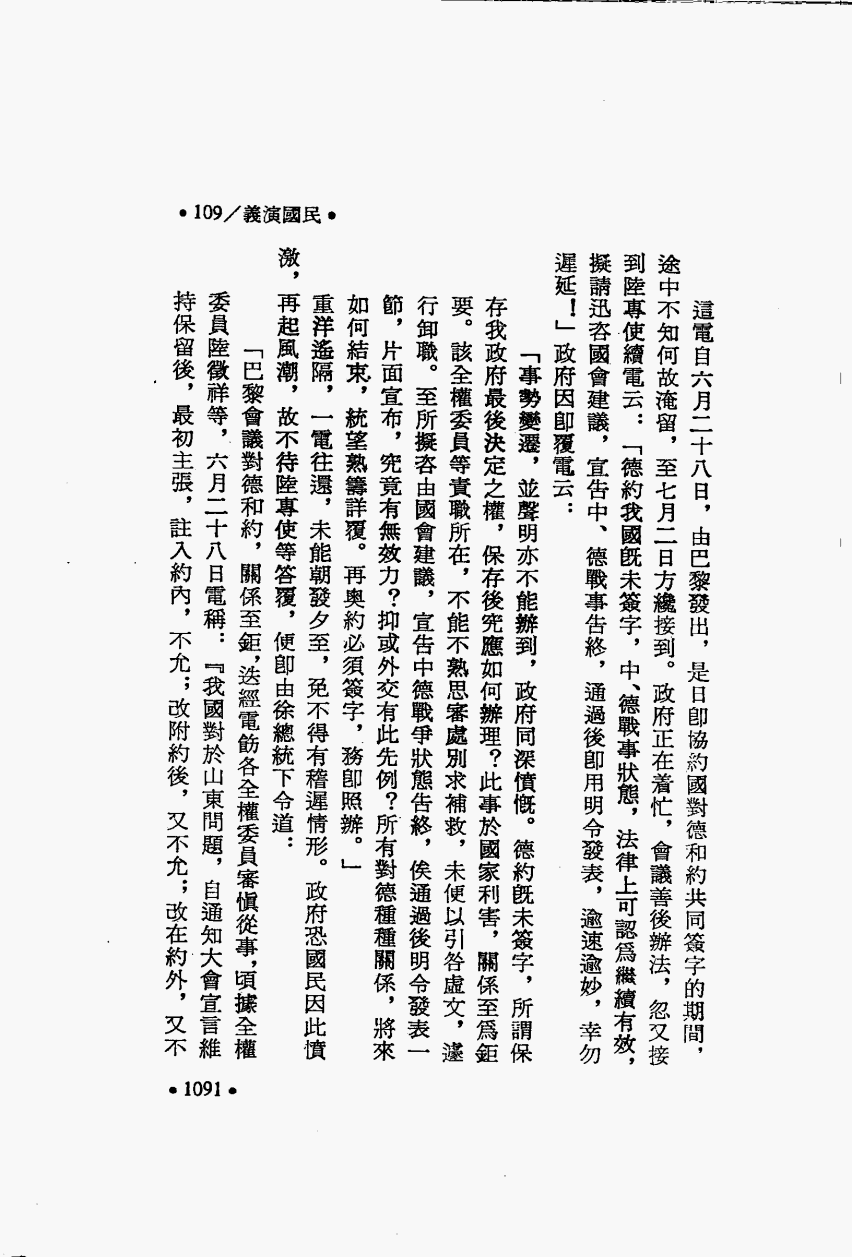 •109／義演國民•
這電自六月二十八日，由巴黎發出，是日卽協約國對德和約共同簽字的期間，
途中不知何故淹留，至七月二日方纔接到。政府正在着忙，會議善後辦法，忽又接
到陸專使續電云：「德約我國旣未簽字，中、德戰事狀態，法律上可認爲繼續有效，
擬請迅咨國會建議，宣告中、德戰事告終，通過後卽用明令發表，逾速逾妙，幸勿
遲延！」政府因卽覆電云：
「事勢變遷，並聲明亦不能辦到，政府同深憤慨。德約旣未簽字，所謂保
存我政府最後決定之權，保存後究應如何辦理？此事於國家利害，關係至爲鉅
要。該全權委員等責職所在，不能不熟思審處別求補救，未便以引咎虛文，遽
行卸職。至所擬咨由國會建議，宣告中德戰爭狀態告終，俟通過後明令發表一
節，片面宣布，究竟有無效力？抑或外交有此先例？所有對德種種關係，將來
如何結束，統望熟籌詳覆。再奧約必須簽字，務卽照辦。」
重洋遙隔，一電往還，未能朝發夕至，免不得有稽遲情形。政府恐國民因此憤
激，再起風潮，故不待陸專使等答覆，便卽由徐總統下令道：
「巴黎會議對德和約，關係至鉅，迭經電飭各全權委員審愼從事，頃據全權
委員陸徵祥等，六月二十八日電稱：『我國對於山東問題，自通知大會宣言維
持保留後，最初主張，註入約內，不允；改附約後，又不允；改在約外，又不
•1091•